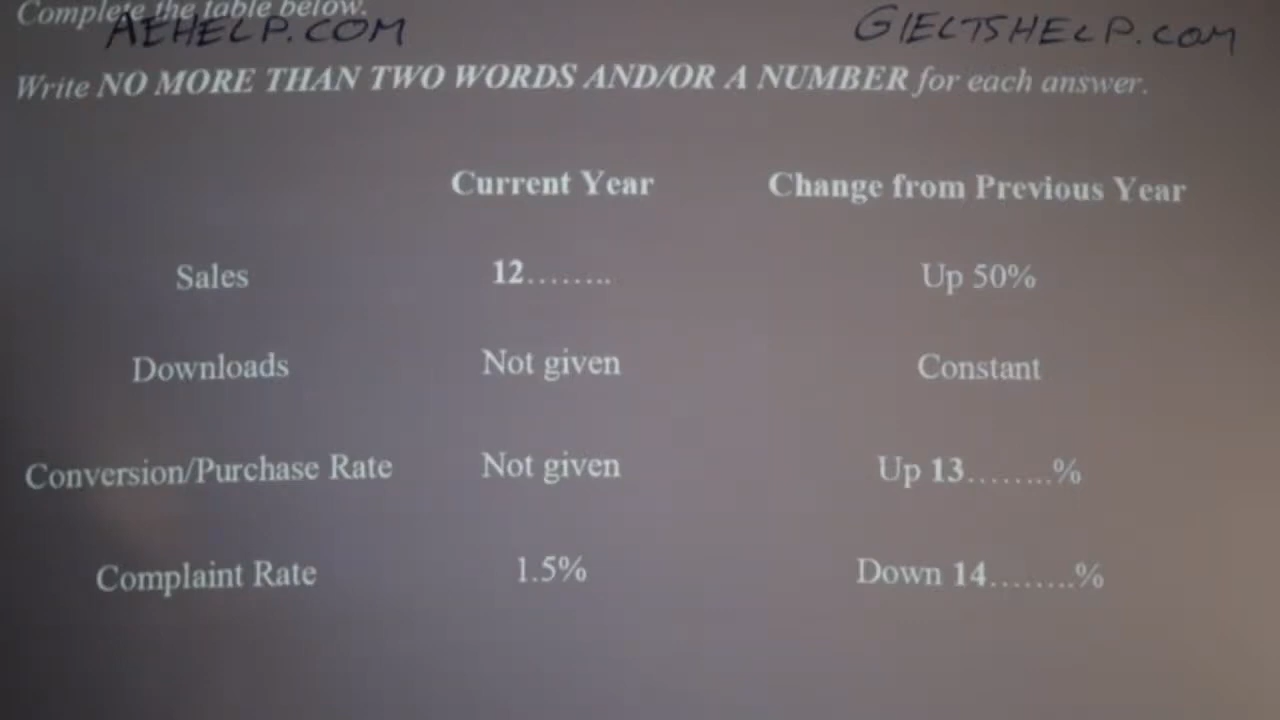 Complete the table below.
AEHELP.COM
GIELTSHELP.COM
Write NO MORE THAN TWO WORDS AND/OR A NUMBER for each answer.
Current Year Change from Previous Year
Sales 12........ Up 50%
Downloads Not given Constant
Conversion/Purchase Rate Not given Up 13........%
Complaint Rate 1.5% Down 14........%